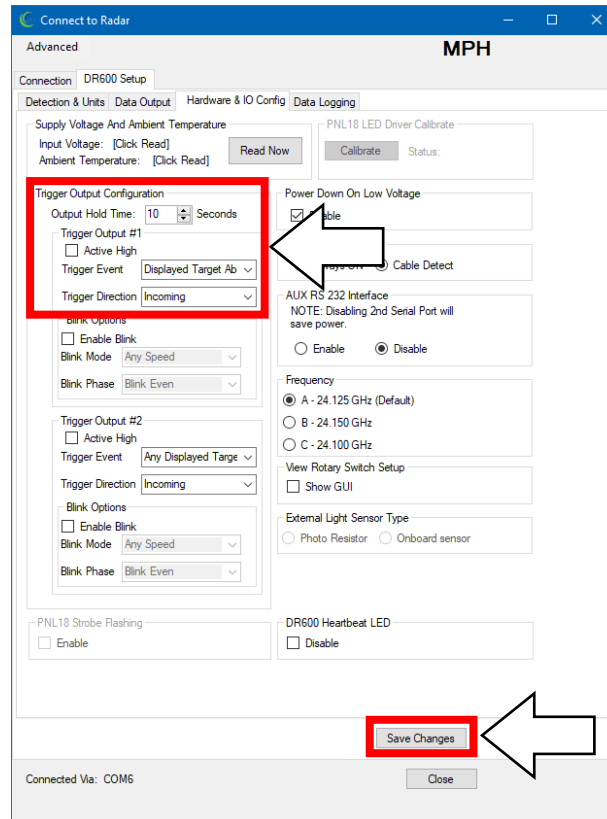 Connect to Radar
Advanced
MPH
Connection DR600 Setup
Detection & Units Data Output Hardware & IO Config Data Logging
Supply Voltage And Ambient Temperature
Input Voltage: [Click Read]
Ambient Temperature: [Click Read]
Read Now
PNL18 LED Driver Calibrate
Calibrate Status:
Trigger Output Configuration
Output Hold Time: 10 Seconds
Trigger Output #1
Active High
Trigger Event Displayed Target Ab
Trigger Direction Incoming
Blink Options
Enable Blink
Blink Mode Any Speed
Blink Phase Blink Even
Trigger Output #2
Active High
Trigger Event Any Displayed Targe
Trigger Direction Incoming
Blink Options
Enable Blink
Blink Mode Any Speed
Blink Phase Blink Even
PNL18 Strobe Flashing
Enable
Power Down On Low Voltage
Cable Detect
AUX RS 232 Interface
NOTE: Disabling 2nd Serial Port will
save power.
Enable Disable
Frequency
A - 24.125 GHz (Default)
B - 24.150 GHz
C - 24.100 GHz
View Rotary Switch Setup
Show GUI
External Light Sensor Type
Photo Resistor Onboard sensor
DR600 Heartbeat LED
Disable
Save Changes
Connected Via: COM6
Close